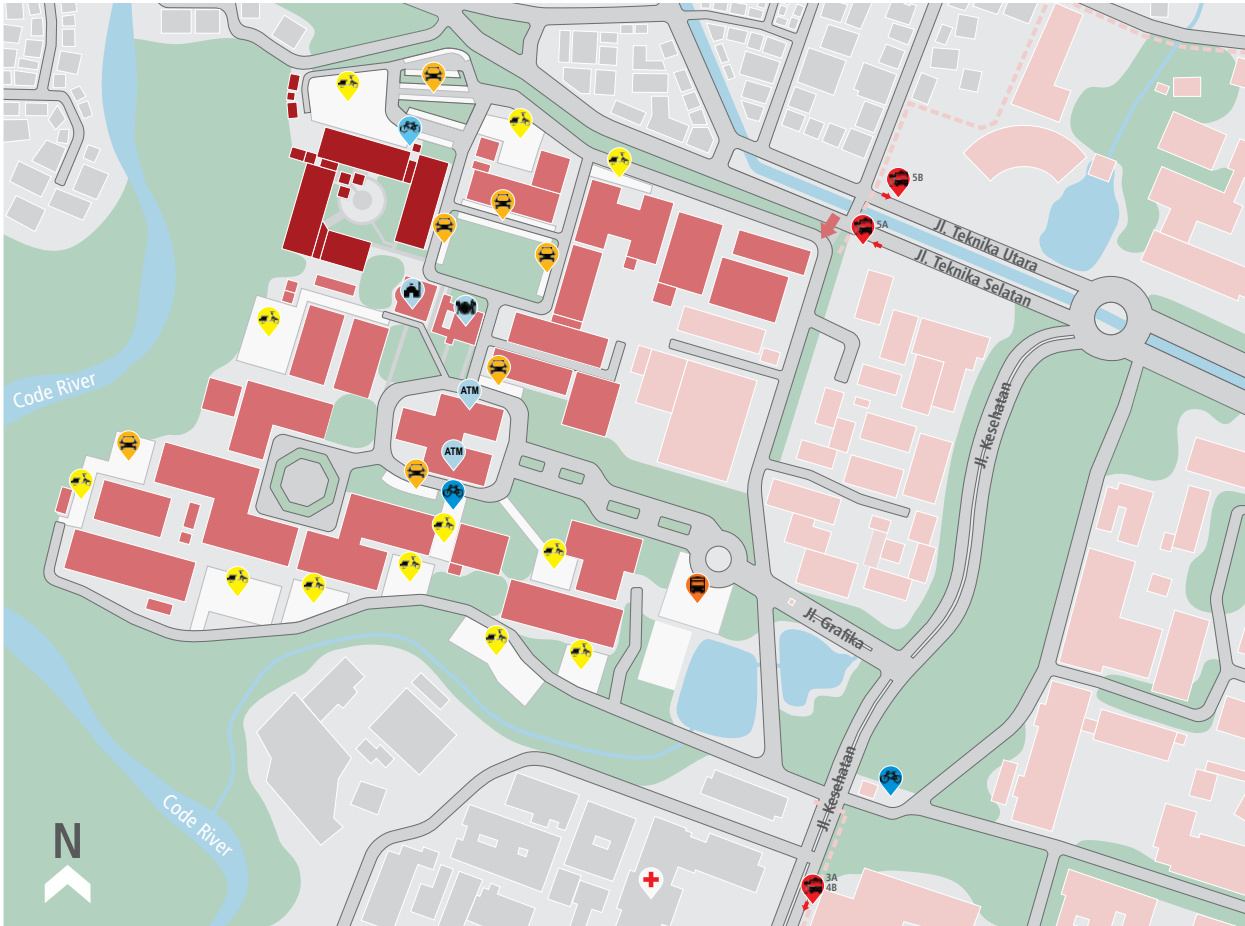 5B
5A
Jl. Teknika Utara
Jl. Teknika Selatan
Code River
ATM
Jl. Kesehatan
ATM
Jl. Grafika
Jl. Kesehatan
Code River
N
3A
4B